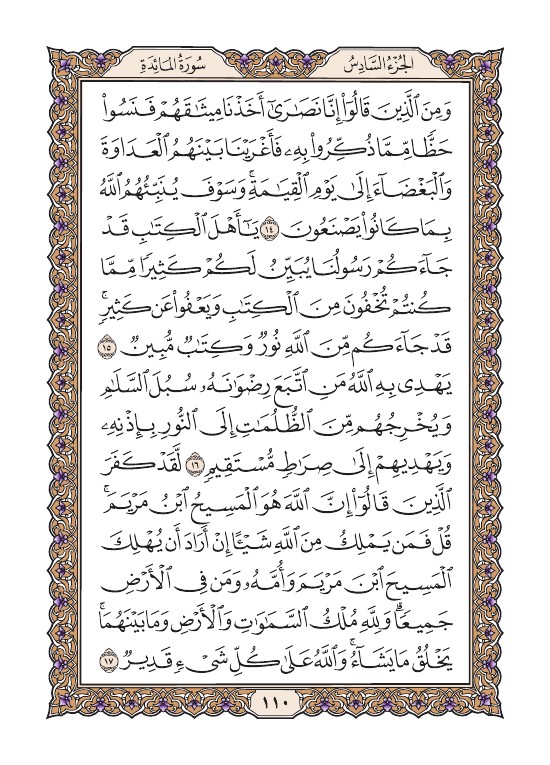 الجُزْءُ السَّادِسُ
سُورَةُ المَائِدَةِ
وَمِنَ ٱلَّذِينَ قَالُوٓاْ إِنَّا نَصَٰرَىٰٓ أَخَذۡنَا مِيثَٰقَهُمۡ فَنَسُواْ
حَظّٗا مِّمَّا ذُكِّرُواْ بِهِۦ فَأَغۡرَيۡنَا بَيۡنَهُمُ ٱلۡعَدَاوَةَ
وَٱلۡبَغۡضَآءَ إِلَىٰ يَوۡمِ ٱلۡقِيَٰمَةِۚ وَسَوۡفَ يُنَبِّئُهُمُ ٱللَّهُ
بِمَا كَانُواْ يَصۡنَعُونَ ١٤ يَٰٓأَهۡلَ ٱلۡكِتَٰبِ قَدۡ
جَآءَكُمۡ رَسُولُنَا يُبَيِّنُ لَكُمۡ كَثِيرٗا مِّمَّا
كُنتُمۡ تُخۡفُونَ مِنَ ٱلۡكِتَٰبِ وَيَعۡفُواْ عَن كَثِيرٖۚ
قَدۡ جَآءَكُم مِّنَ ٱللَّهِ نُورٞ وَكِتَٰبٞ مُّبِينٞ ١٥
يَهۡدِي بِهِ ٱللَّهُ مَنِ ٱتَّبَعَ رِضۡوَٰنَهُۥ سُبُلَ ٱلسَّلَٰمِ
وَيُخۡرِجُهُم مِّنَ ٱلظُّلُمَٰتِ إِلَى ٱلنُّورِ بِإِذۡنِهِۦ
وَيَهۡدِيهِمۡ إِلَىٰ صِرَٰطٖ مُّسۡتَقِيمٖ ١٦ لَّقَدۡ كَفَرَ
ٱلَّذِينَ قَالُوٓاْ إِنَّ ٱللَّهَ هُوَ ٱلۡمَسِيحُ ٱبۡنُ مَرۡيَمَۚ
قُلۡ فَمَن يَمۡلِكُ مِنَ ٱللَّهِ شَيۡـًٔا إِنۡ أَرَادَ أَن يُهۡلِكَ
ٱلۡمَسِيحَ ٱبۡنَ مَرۡيَمَ وَأُمَّهُۥ وَمَن فِي ٱلۡأَرۡضِ
جَمِيعٗاۗ وَلِلَّهِ مُلۡكُ ٱلسَّمَٰوَٰتِ وَٱلۡأَرۡضِ وَمَا بَيۡنَهُمَاۚ
يَخۡلُقُ مَا يَشَآءُۚ وَٱللَّهُ عَلَىٰ كُلِّ شَيۡءٖ قَدِيرٞ ١٧
١١٠